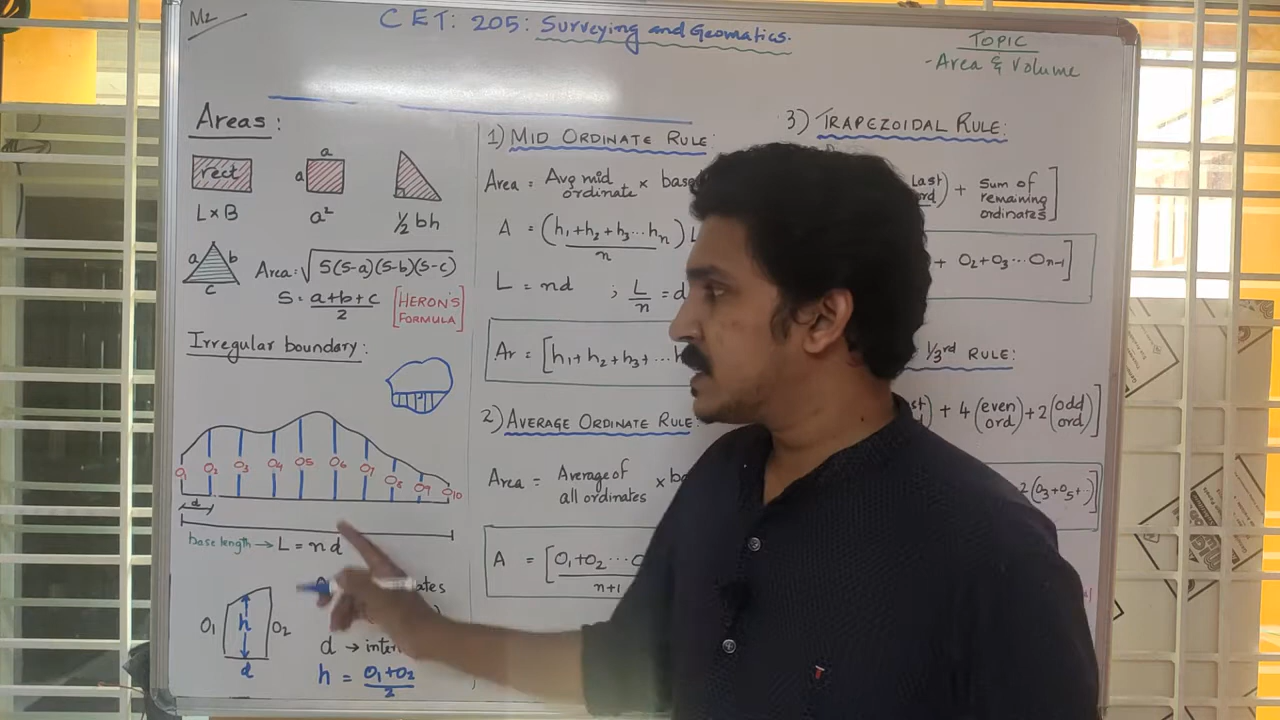 M2
CET: 205: Surveying and Geomatics.
TOPIC
- Area & Volume
Areas:
rect
a
a
L×B
a²
½ bh
a
b
c
Area: √S(S-a)(S-b)(S-c)
S = a+b+c / 2
[HERON'S FORMULA]
Irregular boundary:
O1 O2 O3 O4 O5 O6 O7 O8 O9 O10
d
base length → L = nd
O1 h O2
d
d → inter
h = O1+O2 / 2
1) MID ORDINATE RULE:
Area = Avg mid ordinate × base
A = (h1+h2+h3...hn / n) L
L = nd ; L/n = d
Ar = [h1+h2+h3+...h
2) AVERAGE ORDINATE RULE:
Area = Average of all ordinates × ba
A = [O1+O2...O / n+1
3) TRAPEZOIDAL RULE:
Last ord) + Sum of remaining ordinates]
+ O2+O3...On-1]
1/3rd RULE:
st) + 4(even ord) + 2(odd ord)]
2(O3+O5+..)]